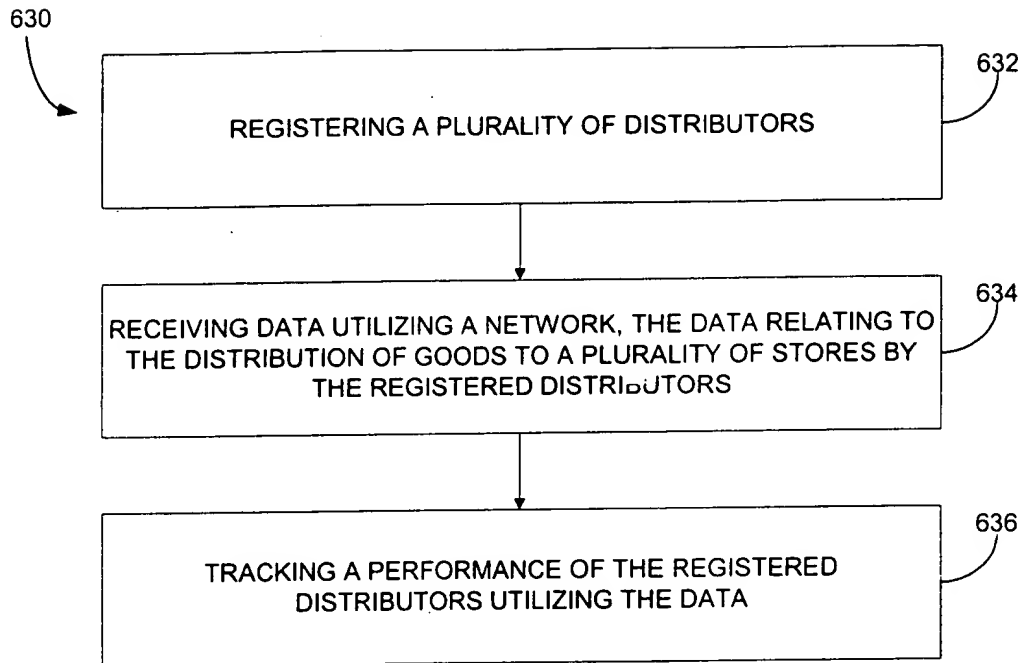 630
632
REGISTERING A PLURALITY OF DISTRIBUTORS
634
RECEIVING DATA UTILIZING A NETWORK, THE DATA RELATING TO
THE DISTRIBUTION OF GOODS TO A PLURALITY OF STORES BY
THE REGISTERED DISTRIBUTORS
636
TRACKING A PERFORMANCE OF THE REGISTERED
DISTRIBUTORS UTILIZING THE DATA